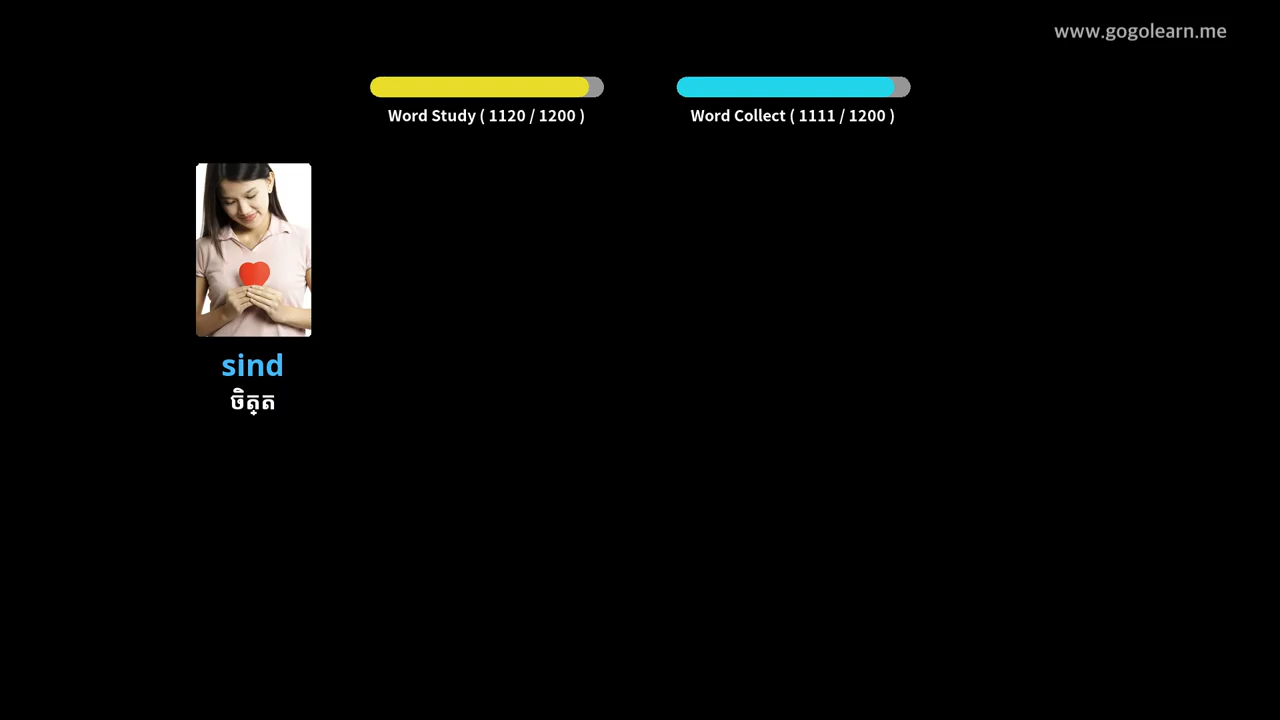 www.gogolearn.me
Word Study ( 1120 / 1200 )
Word Collect ( 1111 / 1200 )
sind
ចិត្ត